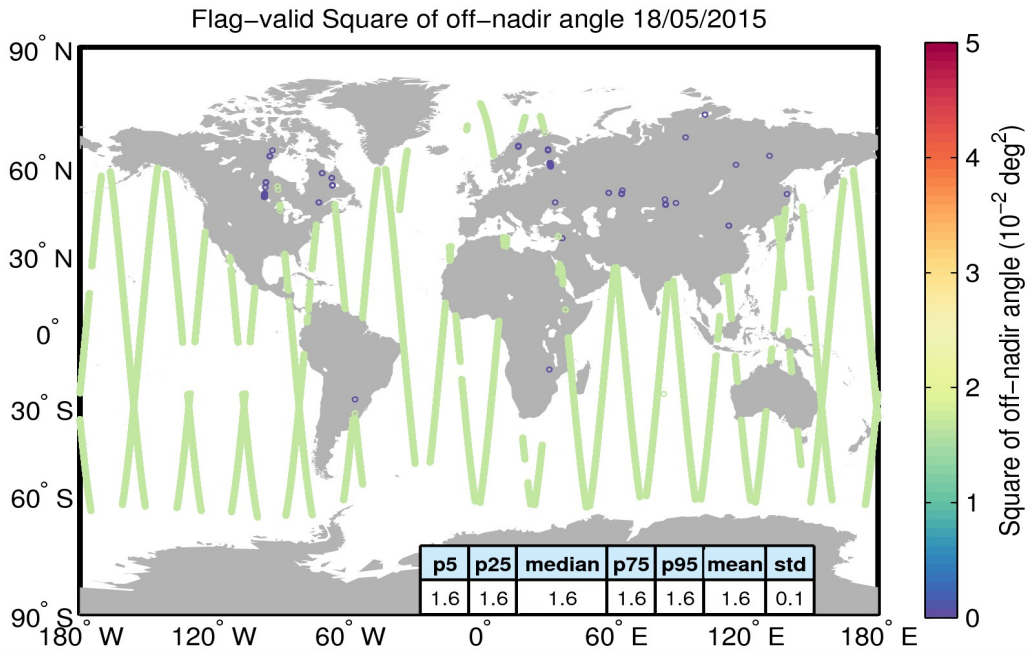 Flag−valid Square of off−nadir angle 18/05/2015
90° N
60° N
30° N
0°
30° S
60° S
90° S
180° W
120° W
60° W
0°
60° E
120° E
180° E
p5 p25 median p75 p95 mean std
1.6 1.6 1.6 1.6 1.6 1.6 0.1
5
4
3
2
1
0
Square of off−nadir angle (10⁻² deg²)